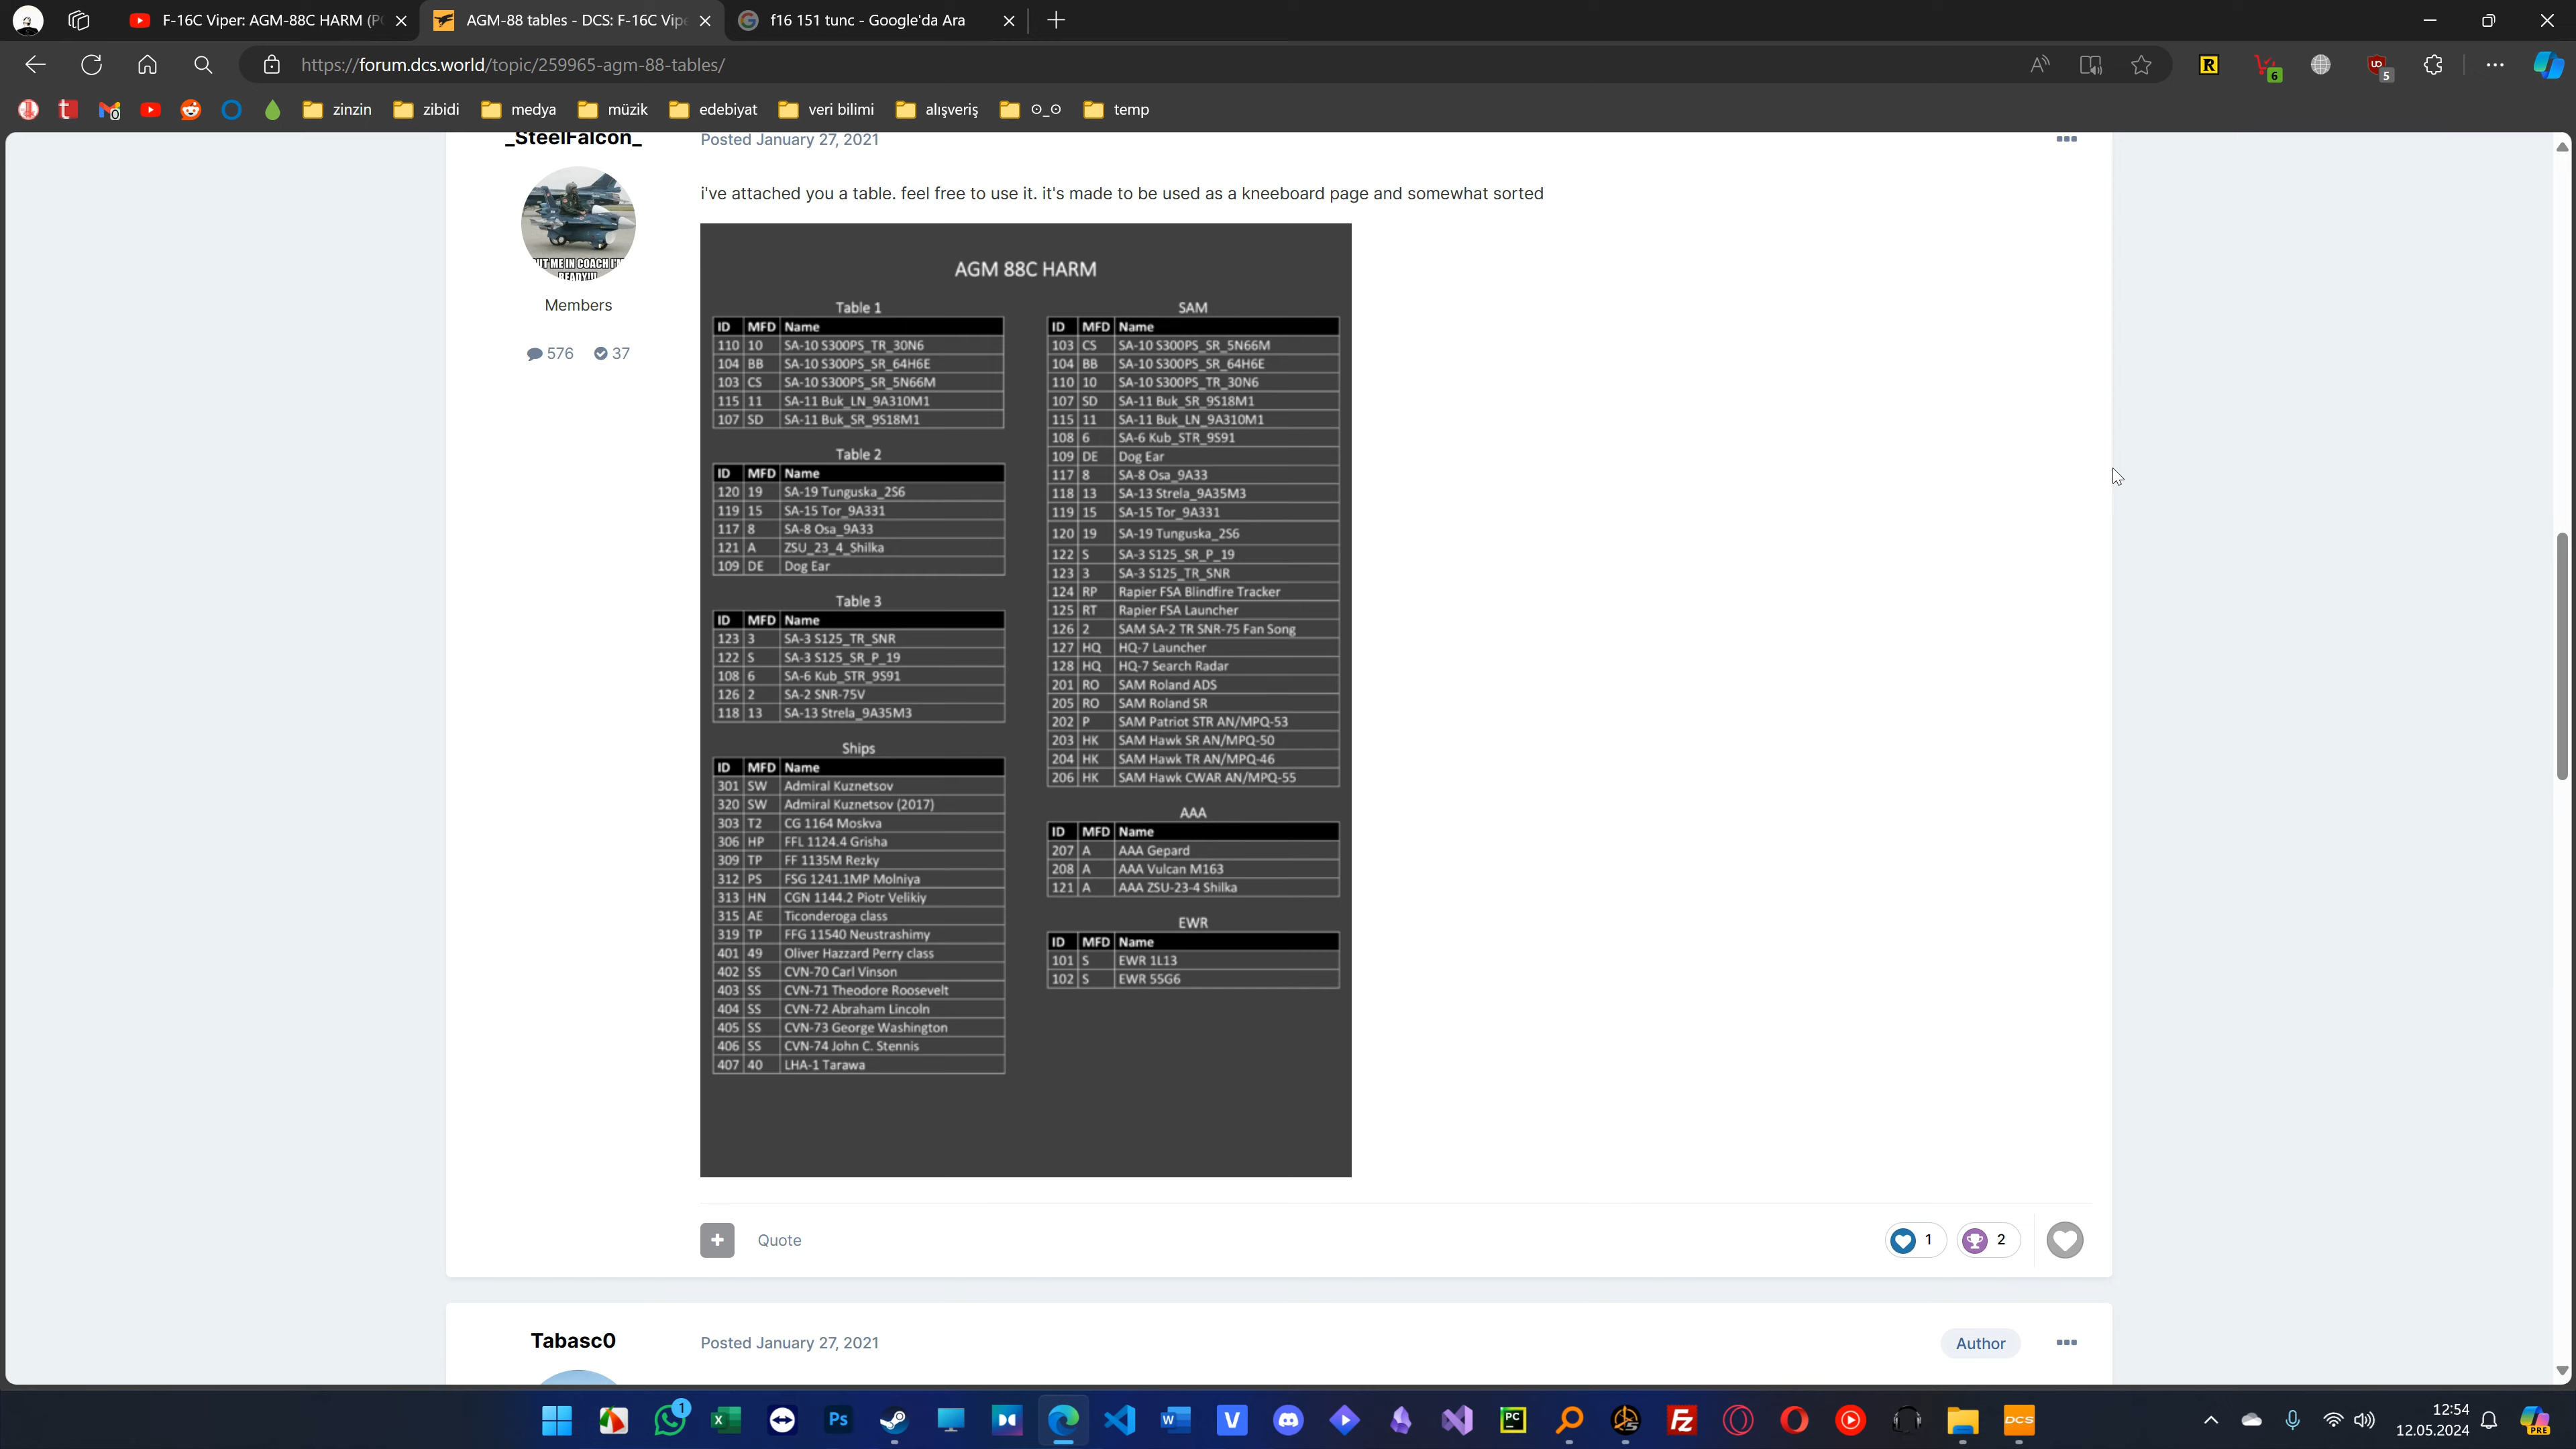 F-16C Viper: AGM-88C HARM (PC
AGM-88 tables - DCS: F-16C Vipe
f16 151 tunc - Google'da Ara
https://forum.dcs.world/topic/259965-agm-88-tables/
6
5
zinzin
zibidi
medya
müzik
edebiyat
veri bilimi
alışveriş
ʘ_ʘ
temp
_SteelFalcon_
Posted January 27, 2021
i've attached you a table. feel free to use it. it's made to be used as a kneeboard page and somewhat sorted
Members
576 37
AGM 88C HARM
Table 1
ID MFD Name
110 10 SA-10 S300PS_TR_30N6
104 BB SA-10 S300PS_SR_64H6E
103 CS SA-10 S300PS_SR_5N66M
115 11 SA-11 Buk_LN_9A310M1
107 SD SA-11 Buk_SR_9S18M1
Table 2
ID MFD Name
120 19 SA-19 Tunguska_2S6
119 15 SA-15 Tor_9A331
117 8 SA-8 Osa_9A33
121 A ZSU_23_4_Shilka
109 DE Dog Ear
Table 3
ID MFD Name
123 3 SA-3 S125_TR_SNR
122 S SA-3 S125_SR_P_19
108 6 SA-6 Kub_STR_9S91
126 2 SA-2 SNR-75V
118 13 SA-13 Strela_9A35M3
Ships
ID MFD Name
301 SW Admiral Kuznetsov
320 SW Admiral Kuznetsov (2017)
303 T2 CG 1164 Moskva
306 HP FFL 1124.4 Grisha
309 TP FF 1135M Rezky
312 PS FSG 1241.1MP Molniya
313 HN CGN 1144.2 Piotr Velikiy
315 AE Ticonderoga class
319 TP FFG 11540 Neustrashimy
401 49 Oliver Hazzard Perry class
402 SS CVN-70 Carl Vinson
403 SS CVN-71 Theodore Roosevelt
404 SS CVN-72 Abraham Lincoln
405 SS CVN-73 George Washington
406 SS CVN-74 John C. Stennis
407 40 LHA-1 Tarawa
SAM
ID MFD Name
103 CS SA-10 S300PS_SR_5N66M
104 BB SA-10 S300PS_SR_64H6E
110 10 SA-10 S300PS_TR_30N6
107 SD SA-11 Buk_SR_9S18M1
115 11 SA-11 Buk_LN_9A310M1
108 6 SA-6 Kub_STR_9S91
109 DE Dog Ear
117 8 SA-8 Osa_9A33
118 13 SA-13 Strela_9A35M3
119 15 SA-15 Tor_9A331
120 19 SA-19 Tunguska_2S6
122 S SA-3 S125_SR_P_19
123 3 SA-3 S125_TR_SNR
124 RP Rapier FSA Blindfire Tracker
125 RT Rapier FSA Launcher
126 2 SAM SA-2 TR SNR-75 Fan Song
127 HQ HQ-7 Launcher
128 HQ HQ-7 Search Radar
201 RO SAM Roland ADS
205 RO SAM Roland SR
202 P SAM Patriot STR AN/MPQ-53
203 HK SAM Hawk SR AN/MPQ-50
204 HK SAM Hawk TR AN/MPQ-46
206 HK SAM Hawk CWAR AN/MPQ-55
AAA
ID MFD Name
207 A AAA Gepard
208 A AAA Vulcan M163
121 A AAA ZSU-23-4 Shilka
EWR
ID MFD Name
101 S EWR 1L13
102 S EWR 55G6
Quote
1
2
Tabasc0
Posted January 27, 2021
Author
1
Ps
PC
Fz
DCS
12:54
12.05.2024
PRE